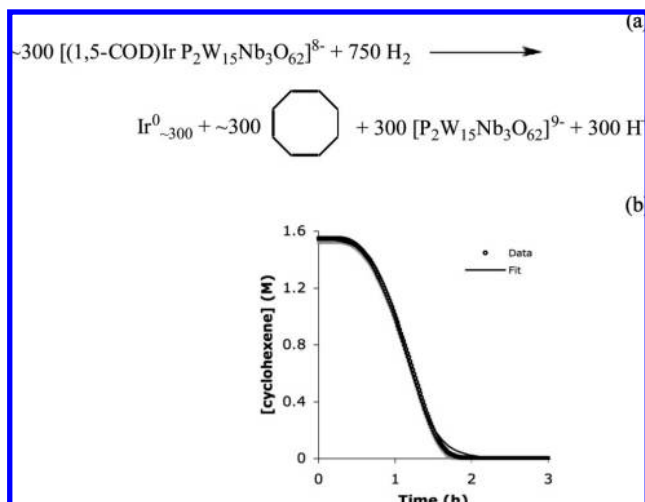 (a)
~300 [(1,5-COD)Ir P₂W₁₅Nb₃O₆₂]⁸⁻ + 750 H₂
Ir⁰~₃₀₀ + ~300 + 300 [P₂W₁₅Nb₃O₆₂]⁹⁻ + 300 H
(b)
1.6
1.2
0.8
0.4
0
[cyclohexene] (M)
Data
Fit
0 1 2 3
Time (h)